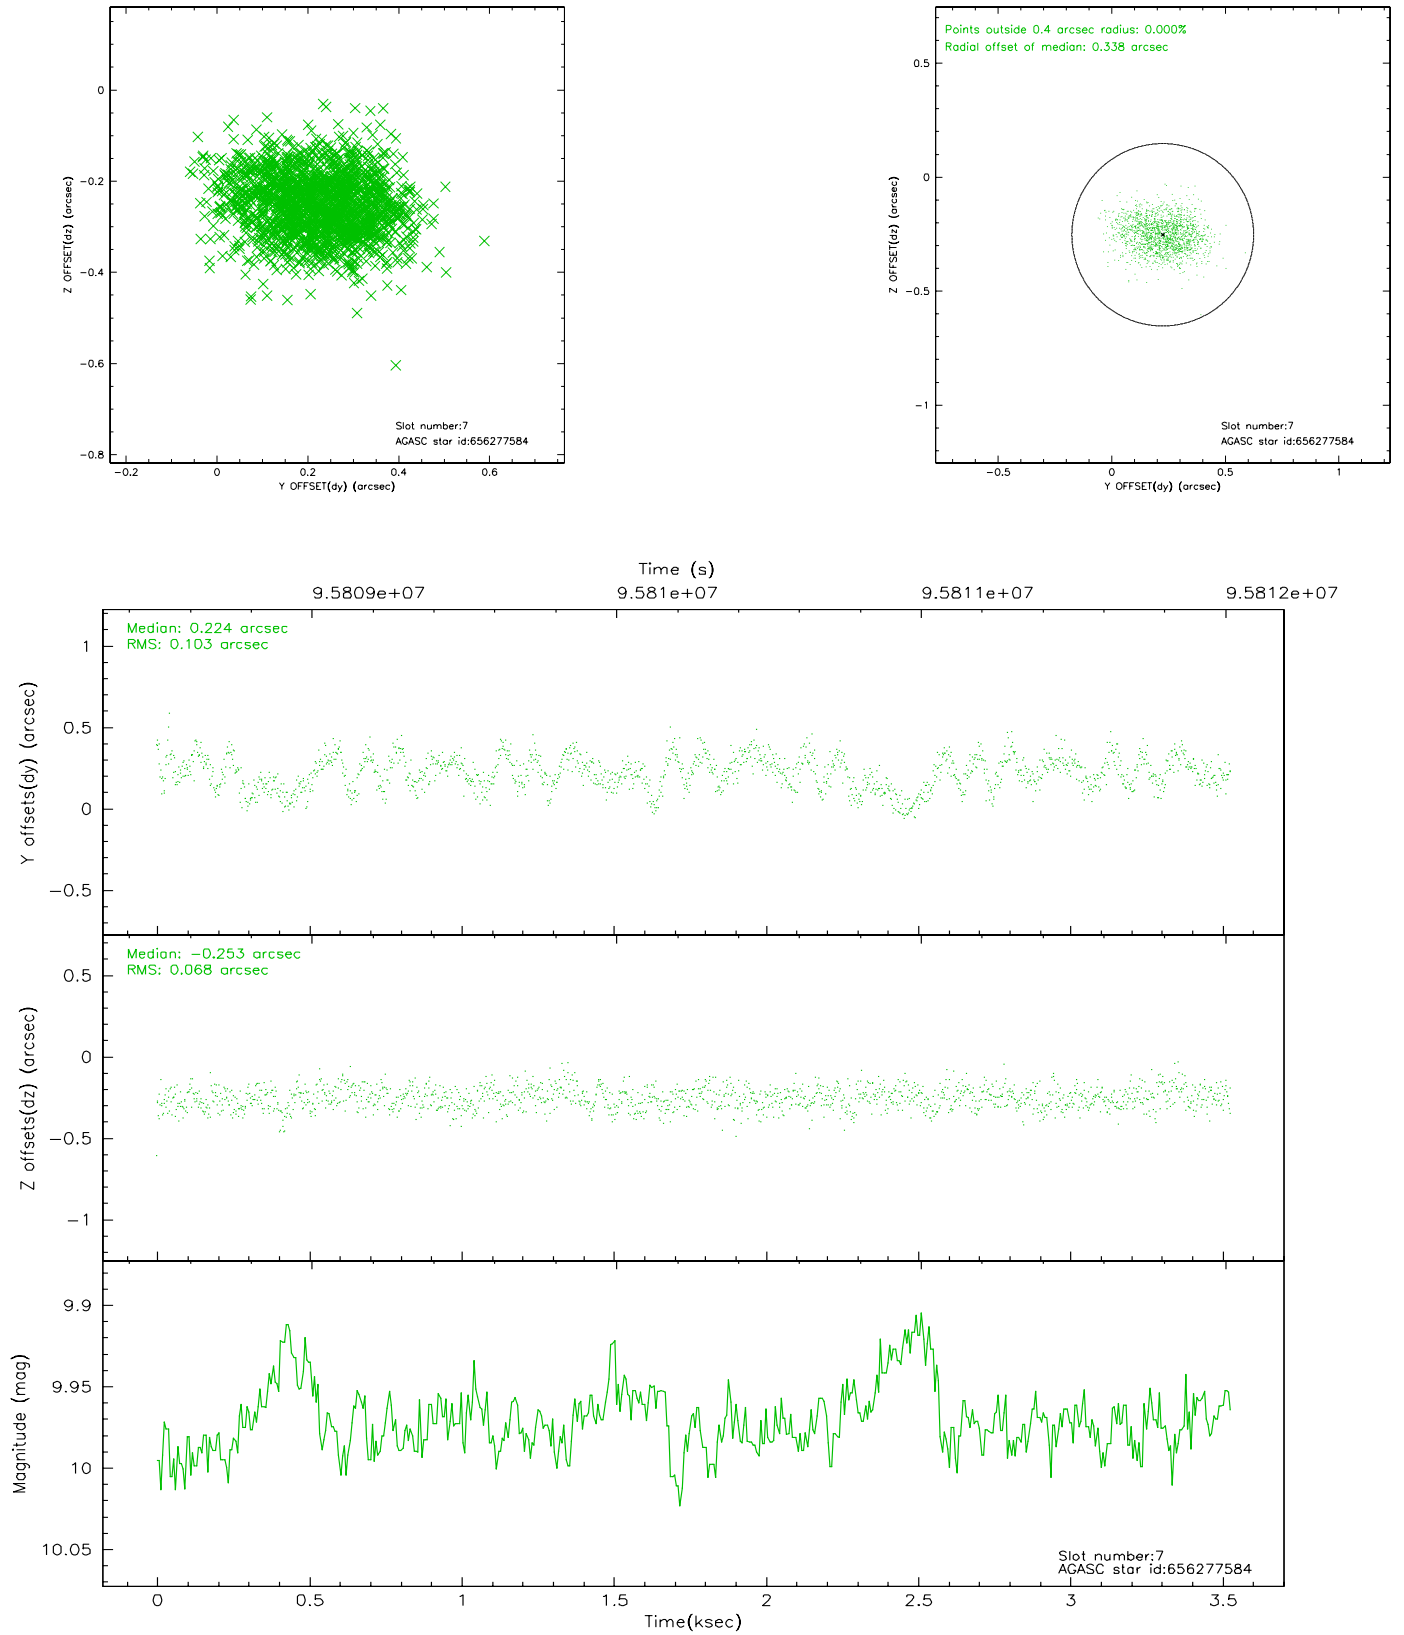 0
−0.2
−0.4
−0.6
−0.8
Z OFFSET(dz) (arcsec)
−0.2
0
0.2
0.4
0.6
Y OFFSET(dy) (arcsec)
Slot number:7
AGASC star id:656277584
Points outside 0.4 arcsec radius: 0.000%
Radial offset of median: 0.338 arcsec
0.5
0
−0.5
−1
Z OFFSET(dz) (arcsec)
−0.5
0
0.5
1
Y OFFSET(dy) (arcsec)
Slot number:7
AGASC star id:656277584
Time (s)
9.5809e+07
9.581e+07
9.5811e+07
9.5812e+07
Median: 0.224 arcsec
RMS: 0.103 arcsec
1
0.5
0
−0.5
Y offsets(dy) (arcsec)
Median: −0.253 arcsec
RMS: 0.068 arcsec
0.5
0
−0.5
−1
Z offsets(dz) (arcsec)
9.9
9.95
10
10.05
Magnitude (mag)
Slot number:7
AGASC star id:656277584
0
0.5
1
1.5
2
2.5
3
3.5
Time(ksec)